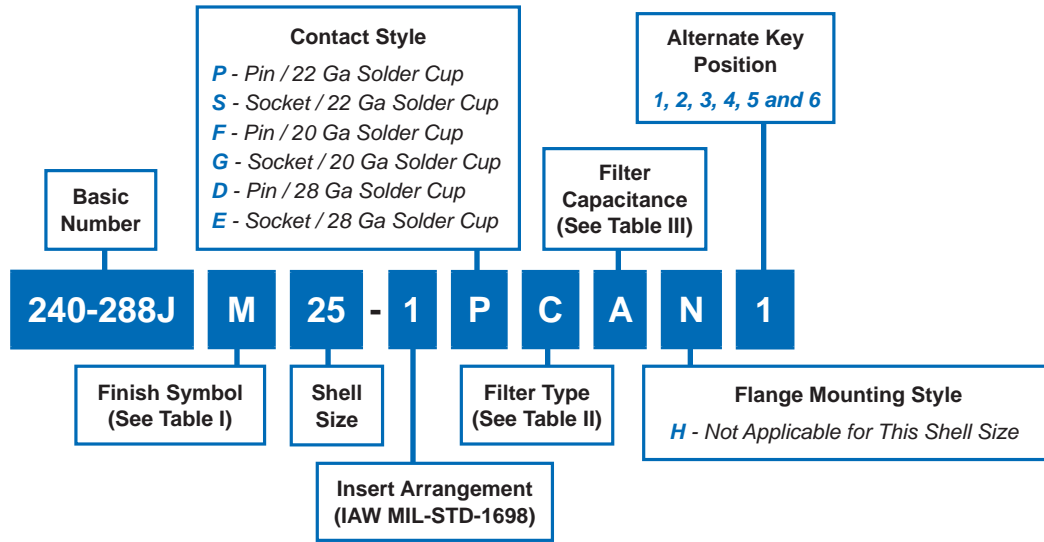 Contact Style
P - Pin / 22 Ga Solder Cup
S - Socket / 22 Ga Solder Cup
F - Pin / 20 Ga Solder Cup
G - Socket / 20 Ga Solder Cup
D - Pin / 28 Ga Solder Cup
E - Socket / 28 Ga Solder Cup
Alternate Key
Position
1, 2, 3, 4, 5 and 6
Basic
Number
Filter
Capacitance
(See Table III)
240-288J M 25 - 1 P C A N 1
Finish Symbol
(See Table I)
Shell
Size
Filter Type
(See Table II)
Flange Mounting Style
H - Not Applicable for This Shell Size
Insert Arrangement
(IAW MIL-STD-1698)